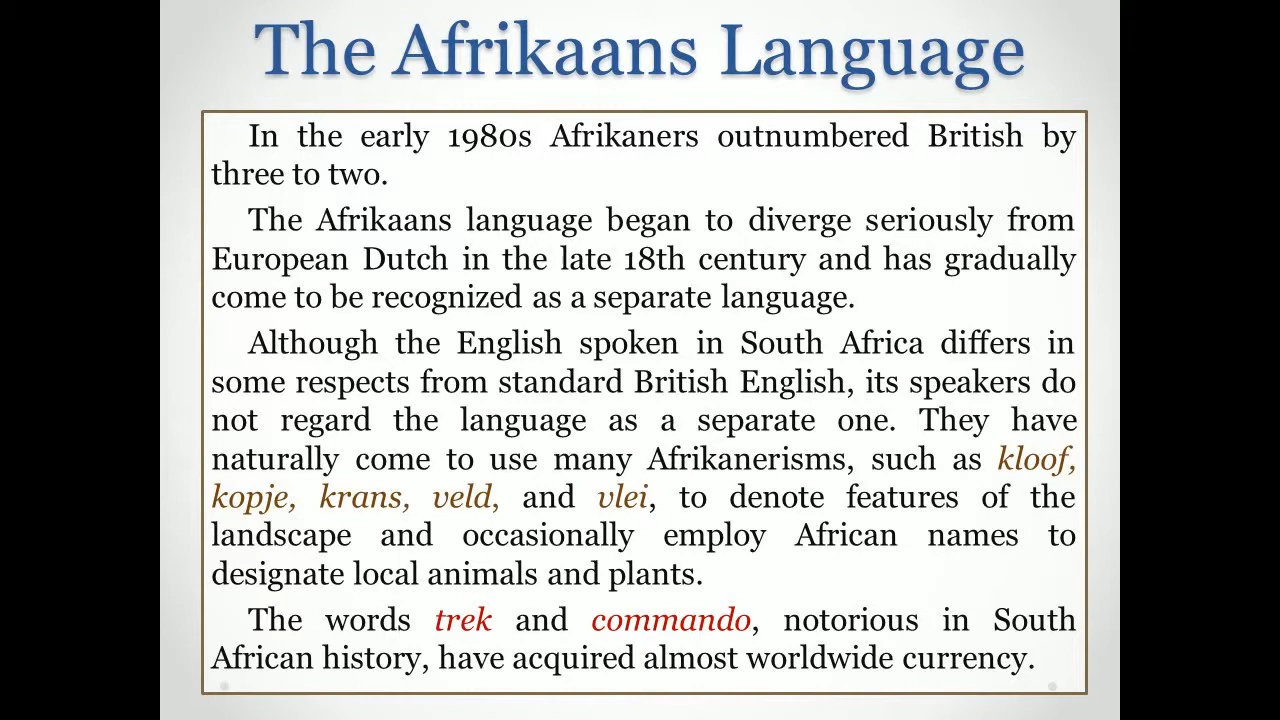 The Afrikaans Language
In the early 1980s Afrikaners outnumbered British by
three to two.
The Afrikaans language began to diverge seriously from
European Dutch in the late 18th century and has gradually
come to be recognized as a separate language.
Although the English spoken in South Africa differs in
some respects from standard British English, its speakers do
not regard the language as a separate one. They have
naturally come to use many Afrikanerisms, such as kloof,
kopje, krans, veld, and vlei, to denote features of the
landscape and occasionally employ African names to
designate local animals and plants.
The words trek and commando, notorious in South
African history, have acquired almost worldwide currency.